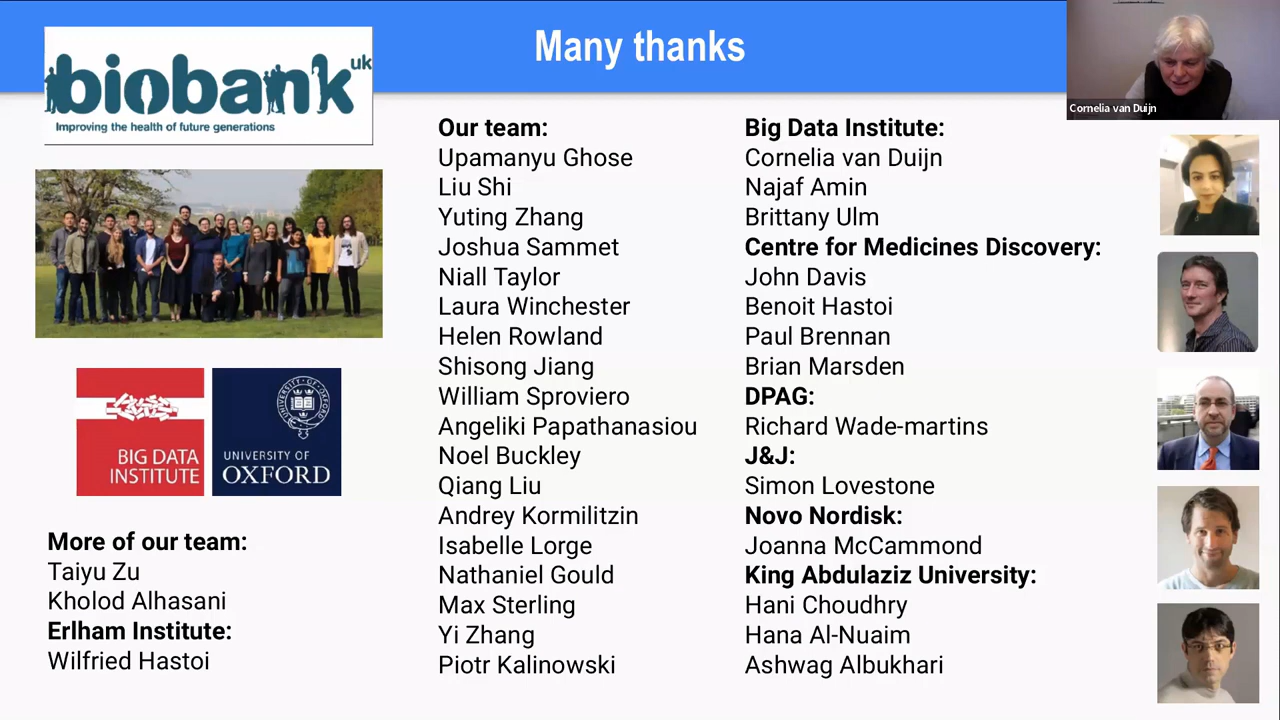 Many thanks
biobank uk
Improving the health of future generations
Cornelia van Duijn
Our team:
Upamanyu Ghose
Liu Shi
Yuting Zhang
Joshua Sammet
Niall Taylor
Laura Winchester
Helen Rowland
Shisong Jiang
William Sproviero
Angeliki Papathanasiou
Noel Buckley
Qiang Liu
Andrey Kormilitzin
Isabelle Lorge
Nathaniel Gould
Max Sterling
Yi Zhang
Piotr Kalinowski
Big Data Institute:
Cornelia van Duijn
Najaf Amin
Brittany Ulm
Centre for Medicines Discovery:
John Davis
Benoit Hastoi
Paul Brennan
Brian Marsden
DPAG:
Richard Wade-martins
J&J:
Simon Lovestone
Novo Nordisk:
Joanna McCammond
King Abdulaziz University:
Hani Choudhry
Hana Al-Nuaim
Ashwag Albukhari
BIG DATA
INSTITUTE
UNIVERSITY OF
OXFORD
UNIVERSITY OF OXFORD
More of our team:
Taiyu Zu
Kholod Alhasani
Erlham Institute:
Wilfried Hastoi